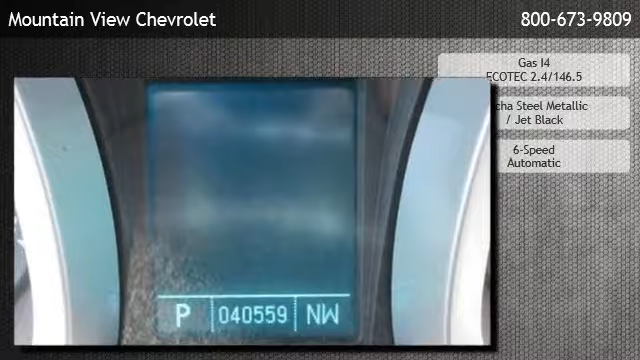 Mountain View Chevrolet
800-673-9809
Gas I4
ECOTEC 2.4/146.5
Steel Metallic
/ Jet Black
6-Speed
Automatic
P 040559 NW